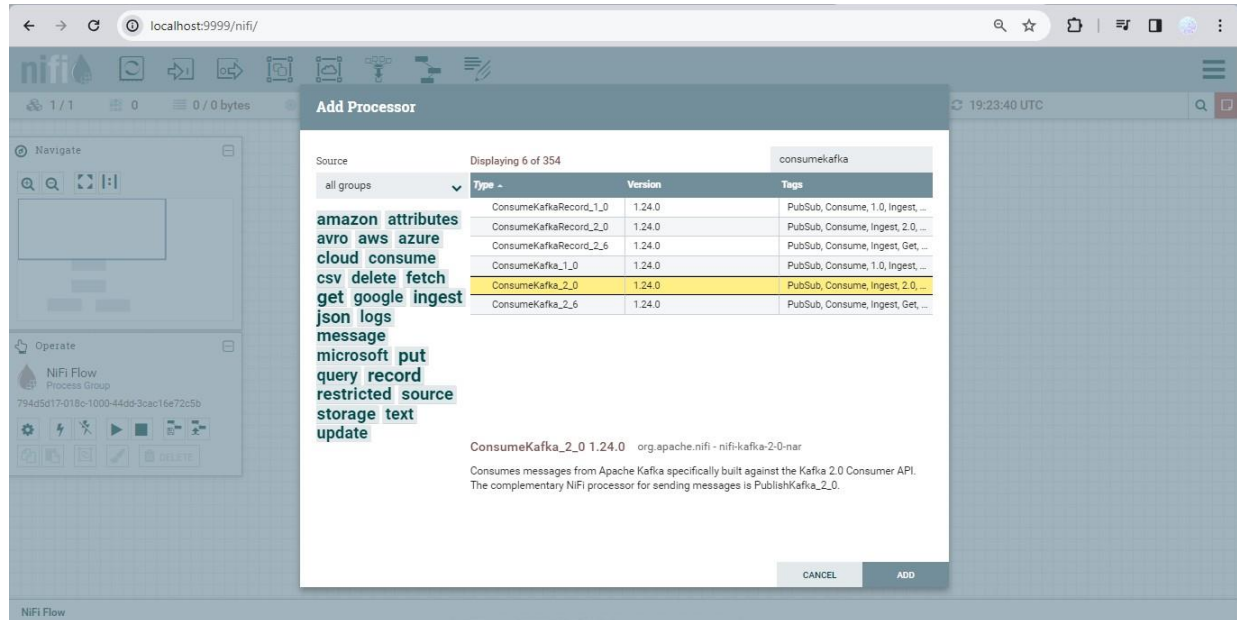 localhost:9999/nifi/
nifi
1 / 1 0 0 / 0 bytes 19:23:40 UTC
Add Processor
Navigate
Source Displaying 6 of 354 consumekafka
all groups Type Version Tags
ConsumeKafkaRecord_1_0 1.24.0 PubSub, Consume, 1.0, Ingest, ...
ConsumeKafkaRecord_2_0 1.24.0 PubSub, Consume, Ingest, 2.0, ...
ConsumeKafkaRecord_2_6 1.24.0 PubSub, Consume, Ingest, Get, ...
ConsumeKafka_1_0 1.24.0 PubSub, Consume, 1.0, Ingest, ...
ConsumeKafka_2_0 1.24.0 PubSub, Consume, Ingest, 2.0, ...
ConsumeKafka_2_6 1.24.0 PubSub, Consume, Ingest, Get, ...
amazon attributes
avro aws azure
cloud consume
csv delete fetch
get google ingest
json logs
message
microsoft put
query record
restricted source
storage text
update
Operate
NiFi Flow
Process Group
794d5d17-018c-1000-44dd-3cac16e72c5b
DELETE
ConsumeKafka_2_0 1.24.0 org.apache.nifi - nifi-kafka-2-0-nar
Consumes messages from Apache Kafka specifically built against the Kafka 2.0 Consumer API.
The complementary NiFi processor for sending messages is PublishKafka_2_0.
CANCEL ADD
NiFi Flow